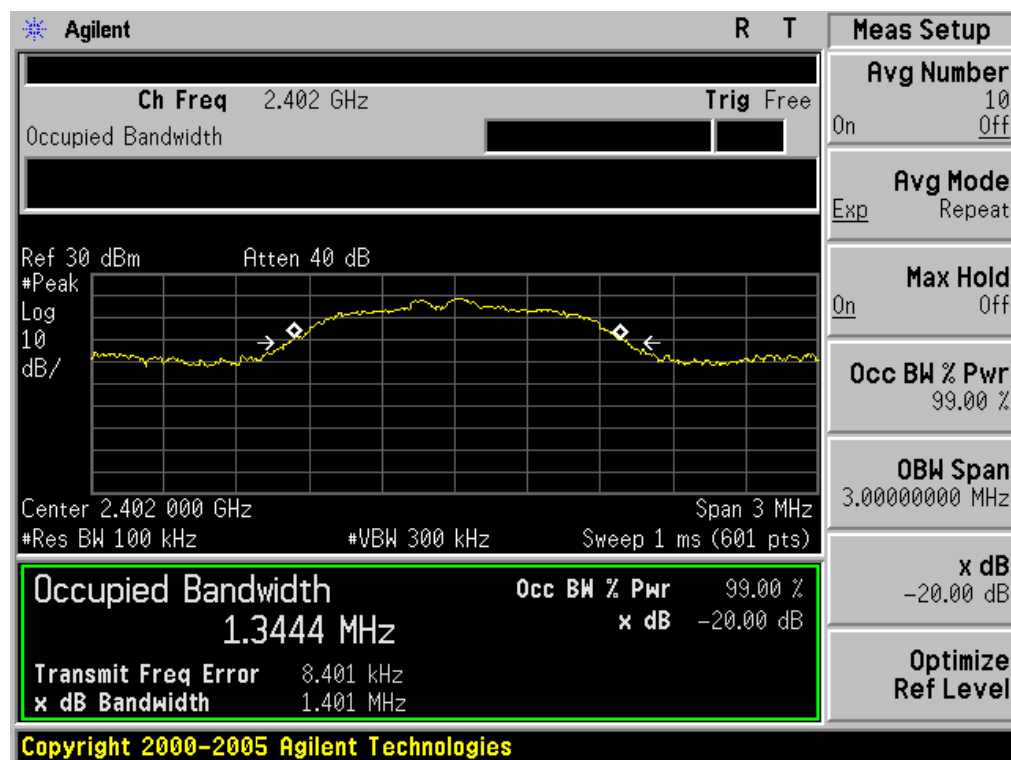 Agilent R T
Meas Setup
Ch Freq 2.402 GHz Trig Free
Occupied Bandwidth
Ref 30 dBm Atten 40 dB
#Peak
Log
10
dB/
Center 2.402 000 GHz Span 3 MHz
#Res BW 100 kHz #VBW 300 kHz Sweep 1 ms (601 pts)
Occupied Bandwidth Occ BW % Pwr 99.00 %
1.3444 MHz x dB -20.00 dB
Transmit Freq Error 8.401 kHz
x dB Bandwidth 1.401 MHz
Avg Number
10
On Off
Avg Mode
Exp Repeat
Max Hold
On Off
Occ BW % Pwr
99.00 %
OBW Span
3.00000000 MHz
x dB
-20.00 dB
Optimize
Ref Level
Copyright 2000-2005 Agilent Technologies